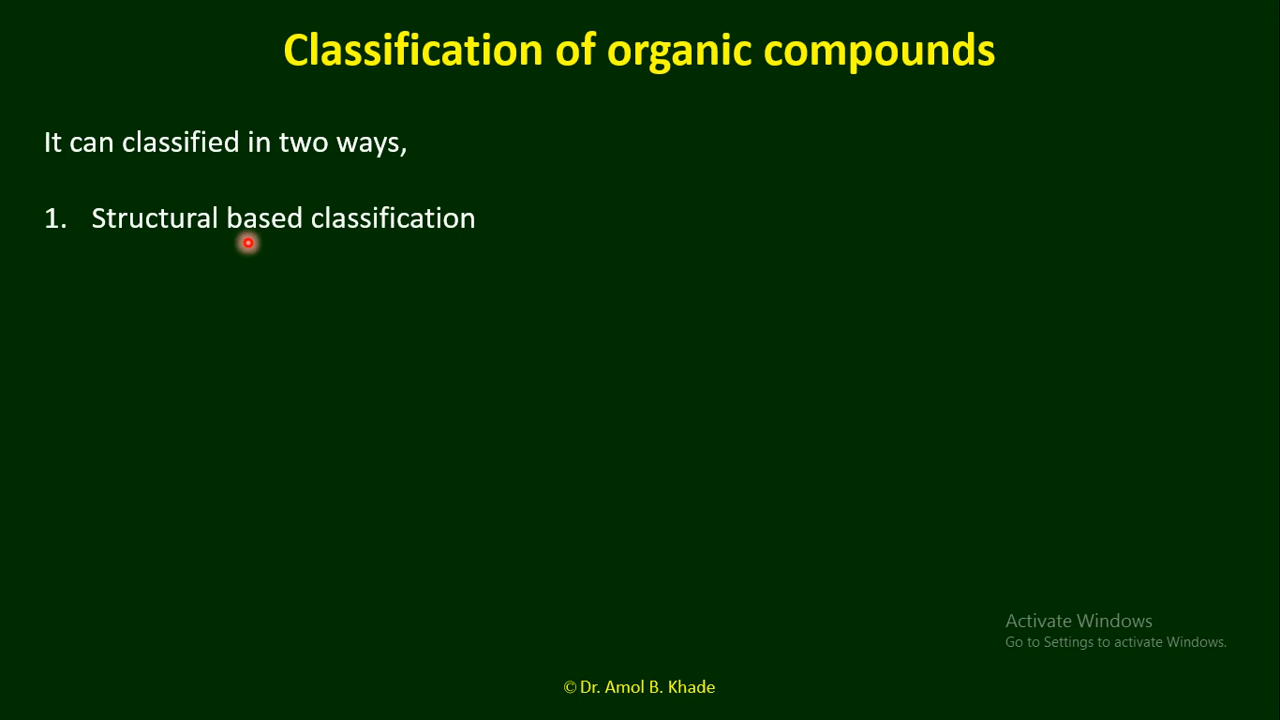 Classification of organic compounds
It can classified in two ways,
1. Structural based classification
Activate Windows
Go to Settings to activate Windows.
© Dr. Amol B. Khade